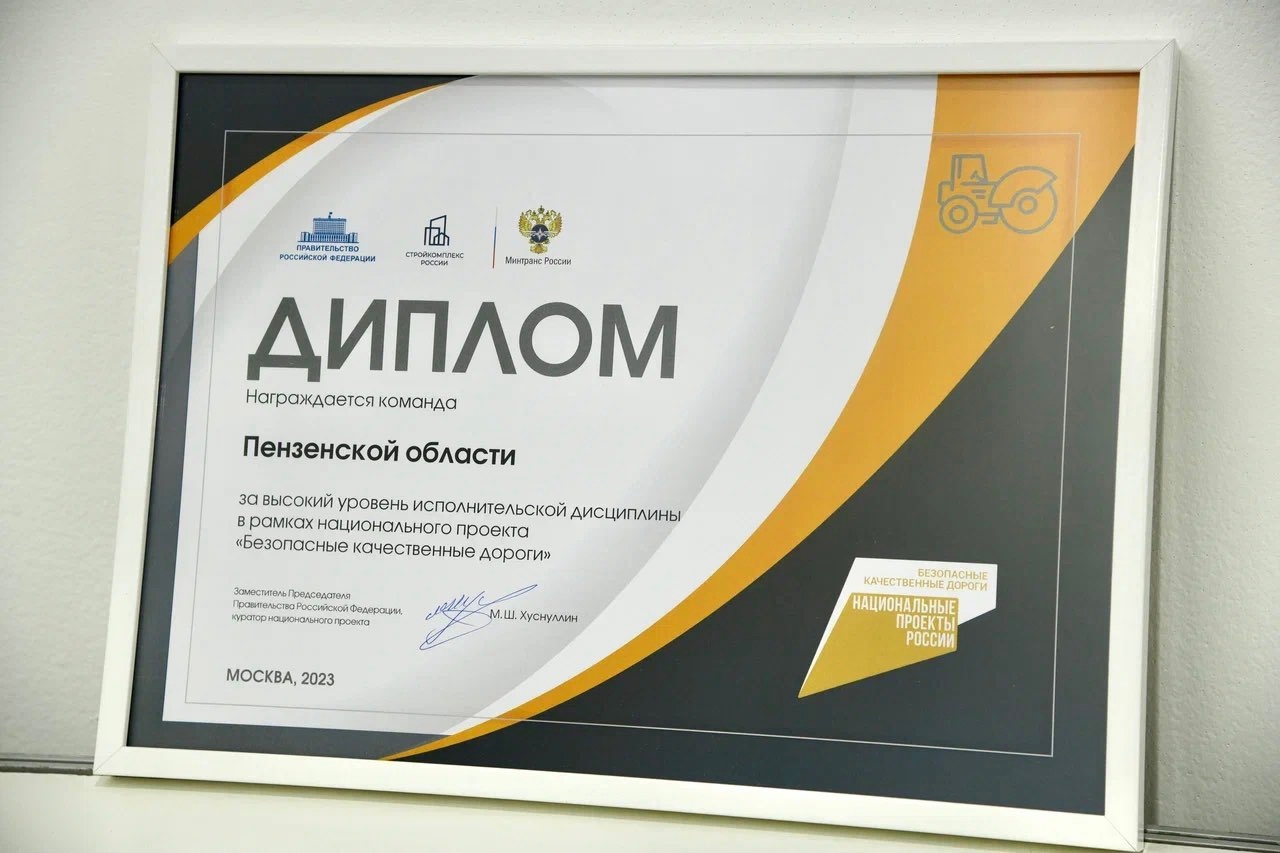 ПРАВИТЕЛЬСТВО
РОССИЙСКОЙ ФЕДЕРАЦИИ
СТРОЙКОМПЛЕКС
РОССИИ
Минтранс России
ДИПЛОМ
Награждается команда
Пензенской области
за высокий уровень исполнительской дисциплины
в рамках национального проекта
«Безопасные качественные дороги»
Заместитель Председателя
Правительства Российской Федерации,
куратор национального проекта
М.Ш. Хуснуллин
МОСКВА, 2023
БЕЗОПАСНЫЕ
КАЧЕСТВЕННЫЕ ДОРОГИ
НАЦИОНАЛЬНЫЕ
ПРОЕКТЫ
РОССИИ